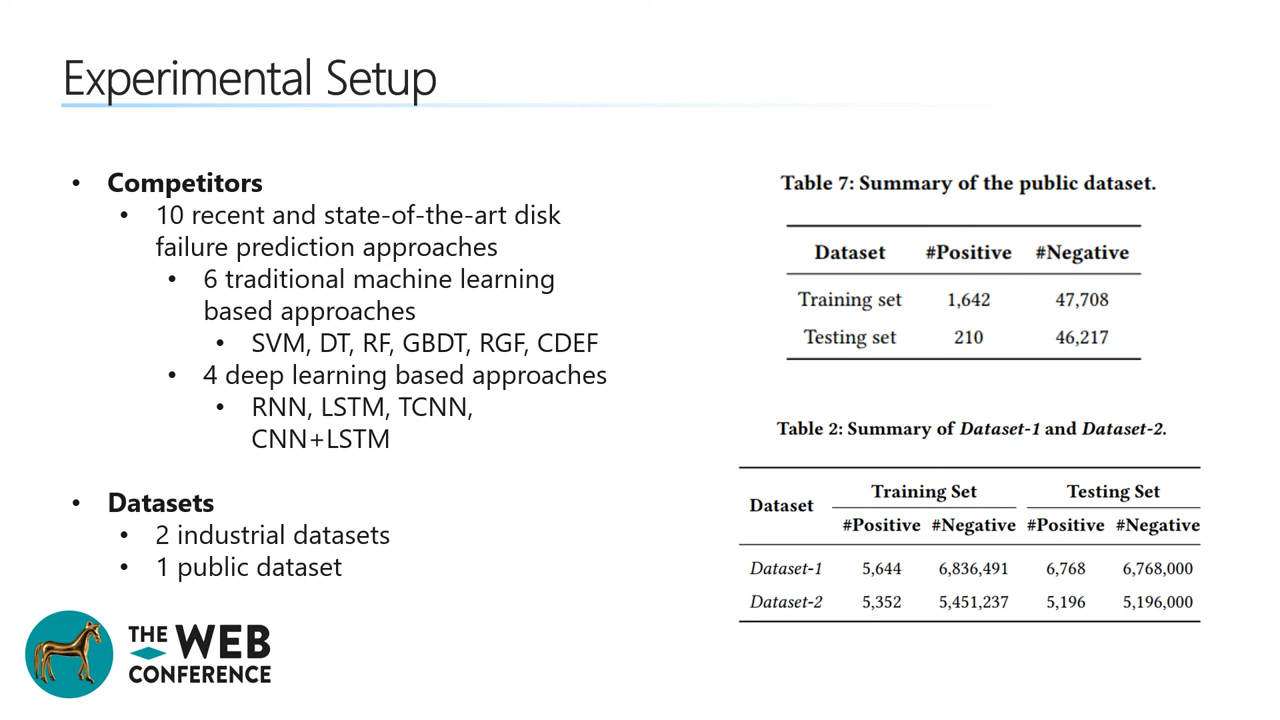 Experimental Setup
• Competitors
• 10 recent and state-of-the-art disk
failure prediction approaches
• 6 traditional machine learning
based approaches
• SVM, DT, RF, GBDT, RGF, CDEF
• 4 deep learning based approaches
• RNN, LSTM, TCNN,
CNN+LSTM
• Datasets
• 2 industrial datasets
• 1 public dataset
THE WEB
CONFERENCE
Table 7: Summary of the public dataset.
Dataset #Positive #Negative
Training set 1,642 47,708
Testing set 210 46,217
Table 2: Summary of Dataset-1 and Dataset-2.
Dataset Training Set Testing Set
#Positive #Negative #Positive #Negative
Dataset-1 5,644 6,836,491 6,768 6,768,000
Dataset-2 5,352 5,451,237 5,196 5,196,000